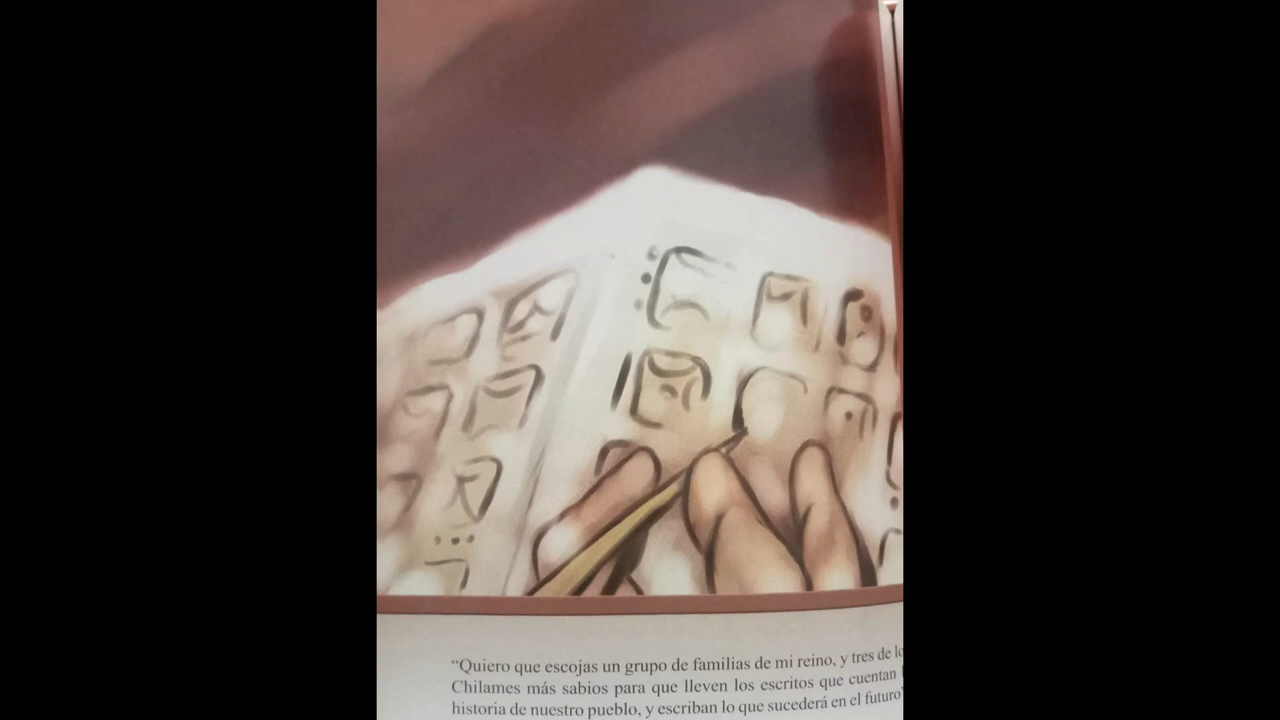 “Quiero que escojas un grupo de familias de mi reino, y tres de
Chilames más sabios para que lleven los escritos que cuentan
historia de nuestro pueblo, y escriban lo que sucederá en el futuro